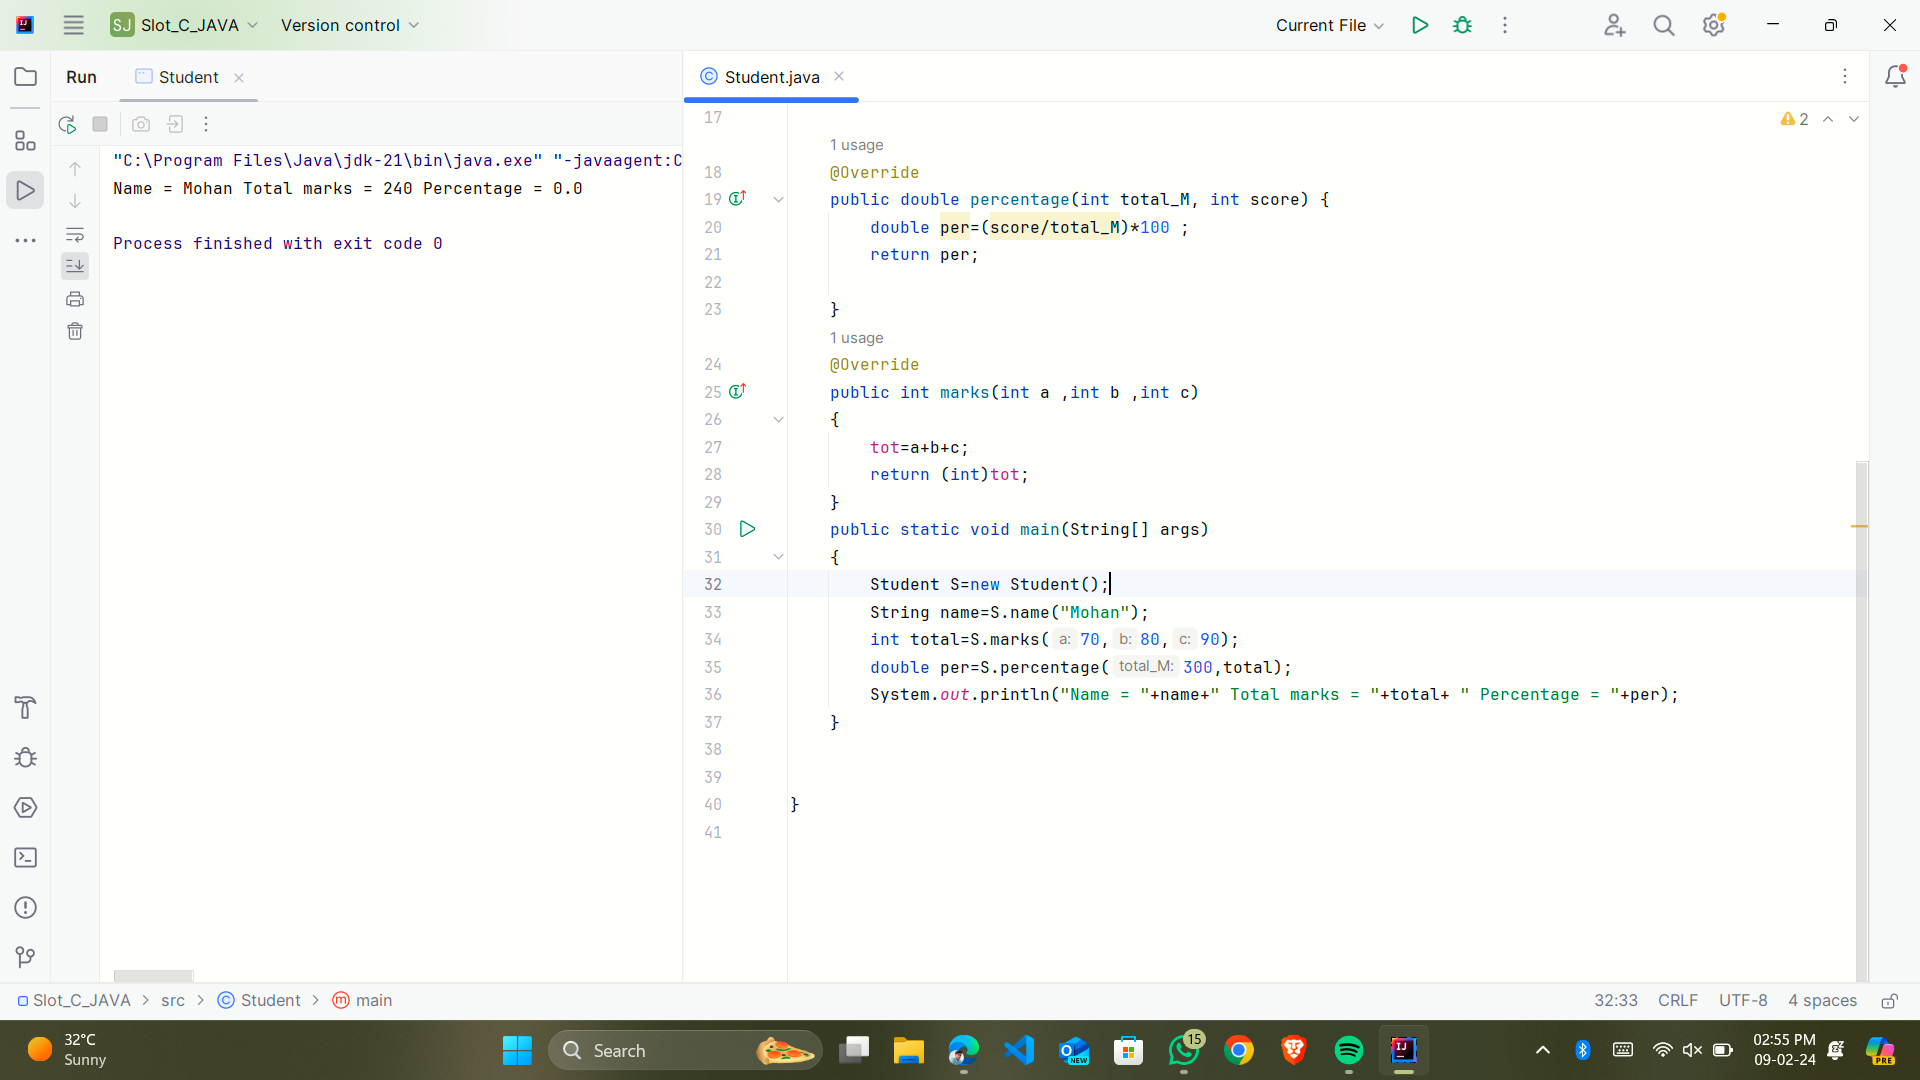 SJ Slot_C_JAVA Version control Current File
Run Student Student.java
"C:\Program Files\Java\jdk-21\bin\java.exe" "-javaagent:C
Name = Mohan Total marks = 240 Percentage = 0.0
Process finished with exit code 0
17 2
1 usage
18 @Override
19 public double percentage(int total_M, int score) {
20 double per=(score/total_M)*100 ;
21 return per;
22
23 }
1 usage
24 @Override
25 public int marks(int a ,int b ,int c)
26 {
27 tot=a+b+c;
28 return (int)tot;
29 }
30 public static void main(String[] args)
31 {
32 Student S=new Student();
33 String name=S.name("Mohan");
34 int total=S.marks( a: 70, b: 80, c: 90);
35 double per=S.percentage( total_M: 300,total);
36 System.out.println("Name = "+name+" Total marks = "+total+ " Percentage = "+per);
37 }
38
39
40 }
41
Slot_C_JAVA > src > Student > main 32:33 CRLF UTF-8 4 spaces
32°C
Sunny
Search
NEW
15
IJ
02:55 PM
09-02-24
PRE